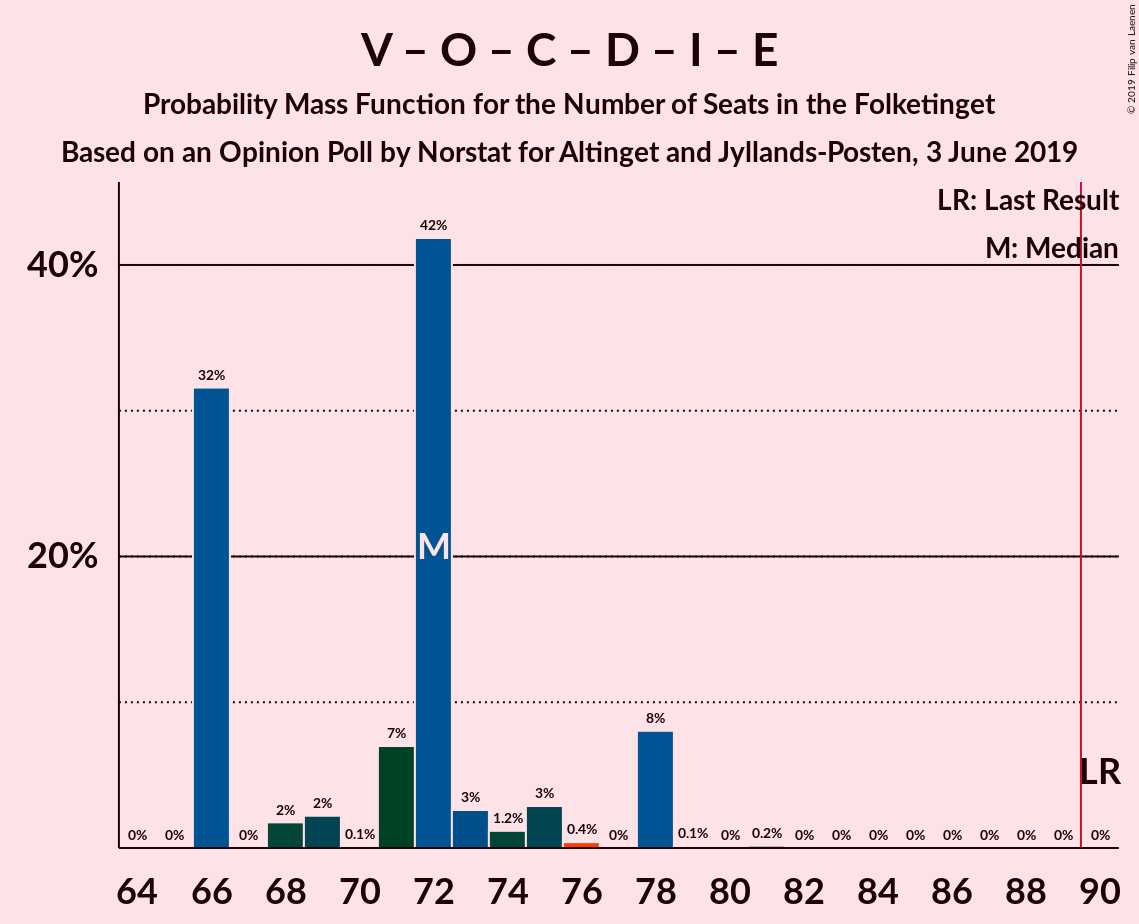 V – O – C – D – I – E
Probability Mass Function for the Number of Seats in the Folketinget
Based on an Opinion Poll by Norstat for Altinget and Jyllands-Posten, 3 June 2019
© 2019 Filip van Laenen
LR: Last Result
M: Median
40%
20%
0% 0% 32% 0% 2% 2% 0.1% 7% 42% 3% 1.2% 3% 0.4% 0% 8% 0.1% 0% 0.2% 0% 0% 0% 0% 0% 0% 0% 0% 0%
M
LR
64 66 68 70 72 74 76 78 80 82 84 86 88 90